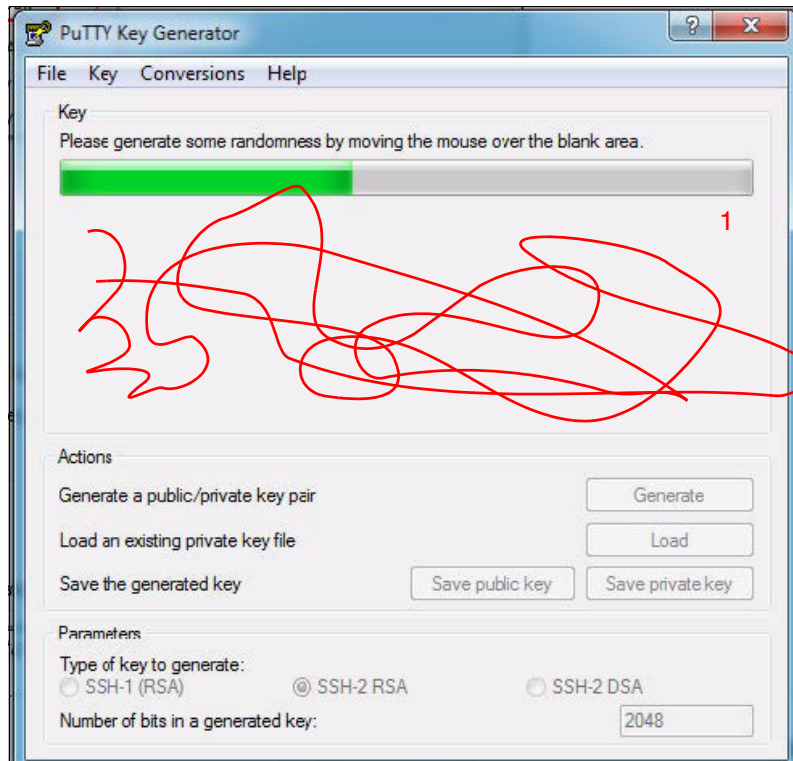 PuTTY Key Generator
File Key Conversions Help
Key
Please generate some randomness by moving the mouse over the blank area.
1
Actions
Generate a public/private key pair Generate
Load an existing private key file Load
Save the generated key Save public key Save private key
Parameters
Type of key to generate:
SSH-1 (RSA) SSH-2 RSA SSH-2 DSA
Number of bits in a generated key: 2048